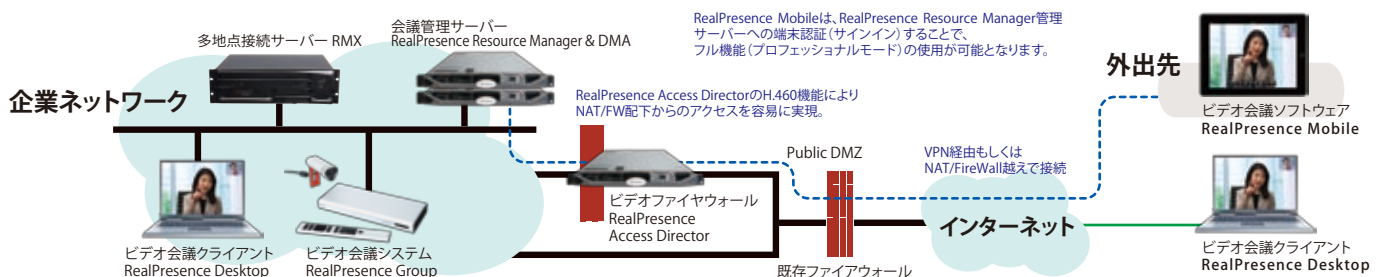 企業ネットワーク
多地点接続サーバー RMX
会議管理サーバー
RealPresence Resource Manager & DMA
RealPresence Mobileは、RealPresence Resource Manager管理
サーバーへの端末認証(サインイン)することで、
フル機能(プロフェッショナルモード)の使用が可能となります。
外出先
ビデオ会議ソフトウェア
RealPresence Mobile
RealPresence Access DirectorのH.460機能により
NAT/FW配下からのアクセスを容易に実現。
Public DMZ
VPN経由もしくは
NAT/FireWall越えで接続
ビデオファイヤウォール
RealPresence
Access Director
インターネット
ビデオ会議クライアント
RealPresence Desktop
ビデオ会議システム
RealPresence Group
既存ファイアウォール
ビデオ会議クライアント
RealPresence Desktop